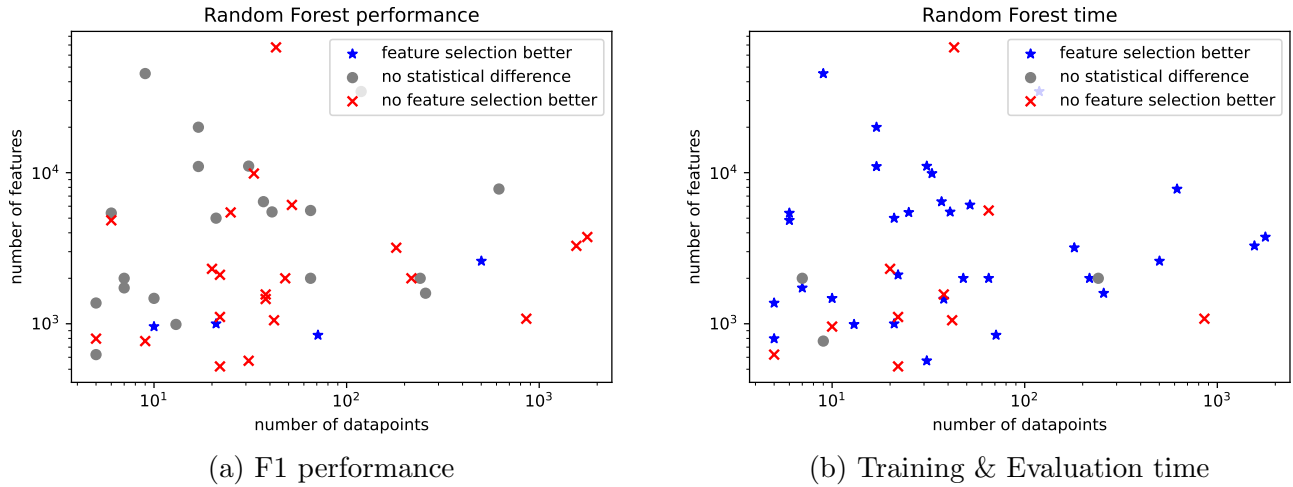 Random Forest performance
feature selection better
no statistical difference
no feature selection better
number of features
10^4
10^3
10^1
10^2
10^3
number of datapoints
(a) F1 performance
Random Forest time
feature selection better
no statistical difference
no feature selection better
number of features
10^4
10^3
10^1
10^2
10^3
number of datapoints
(b) Training & Evaluation time